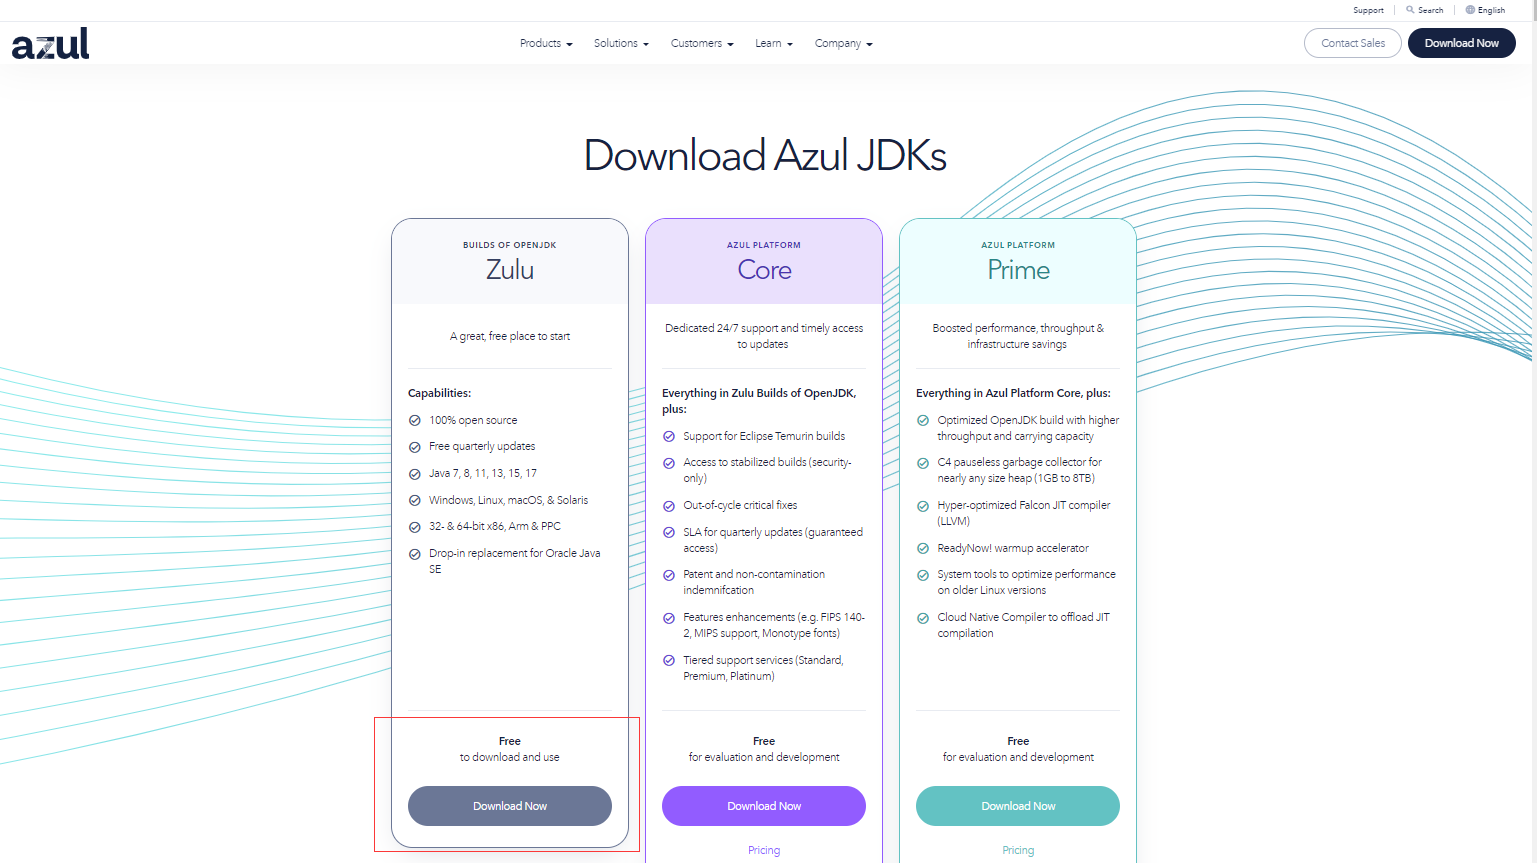 Support
Search
English
azul
Products
Solutions
Customers
Learn
Company
Contact Sales
Download Now
Download Azul JDKs
BUILDS OF OPENJDK
Zulu
A great, free place to start
Capabilities:
100% open source
Free quarterly updates
Java 7, 8, 11, 13, 15, 17
Windows, Linux, macOS, & Solaris
32- & 64-bit x86, Arm & PPC
Drop-in replacement for Oracle Java
SE
Free
to download and use
Download Now
AZUL PLATFORM
Core
Dedicated 24/7 support and timely access
to updates
Everything in Zulu Builds of OpenJDK,
plus:
Support for Eclipse Temurin builds
Access to stabilized builds (security-
only)
Out-of-cycle critical fixes
SLA for quarterly updates (guaranteed
access)
Patent and non-contamination
indemnifcation
Features enhancements (e.g. FIPS 140-
2, MIPS support, Monotype fonts)
Tiered support services (Standard,
Premium, Platinum)
Free
for evaluation and development
Download Now
Pricing
AZUL PLATFORM
Prime
Boosted performance, throughput &
infrastructure savings
Everything in Azul Platform Core, plus:
Optimized OpenJDK build with higher
throughput and carrying capacity
C4 pauseless garbage collector for
nearly any size heap (1GB to 8TB)
Hyper-optimized Falcon JIT compiler
(LLVM)
ReadyNow! warmup accelerator
System tools to optimize performance
on older Linux versions
Cloud Native Compiler to offload JIT
compilation
Free
for evaluation and development
Download Now
Pricing